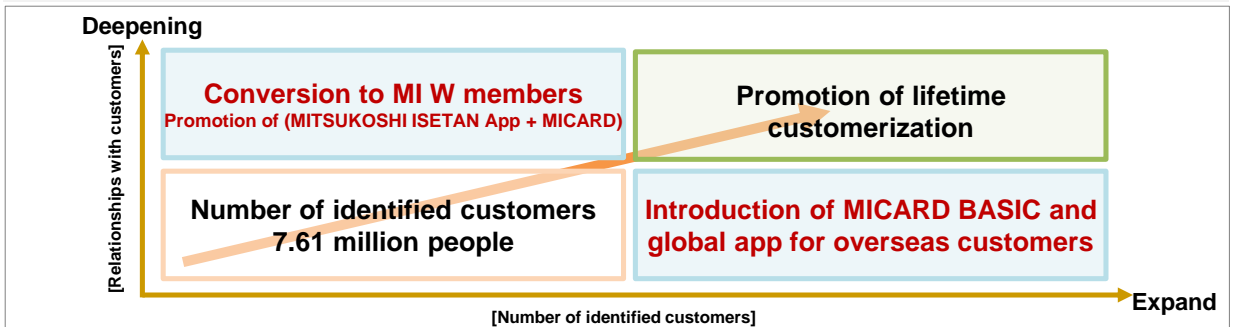 Deepening
[Relationships with customers]
Conversion to MI W members
Promotion of (MITSUKOSHI ISETAN App + MICARD)
Promotion of lifetime
customerization
Number of identified customers
7.61 million people
Introduction of MICARD BASIC and
global app for overseas customers
Expand
[Number of identified customers]